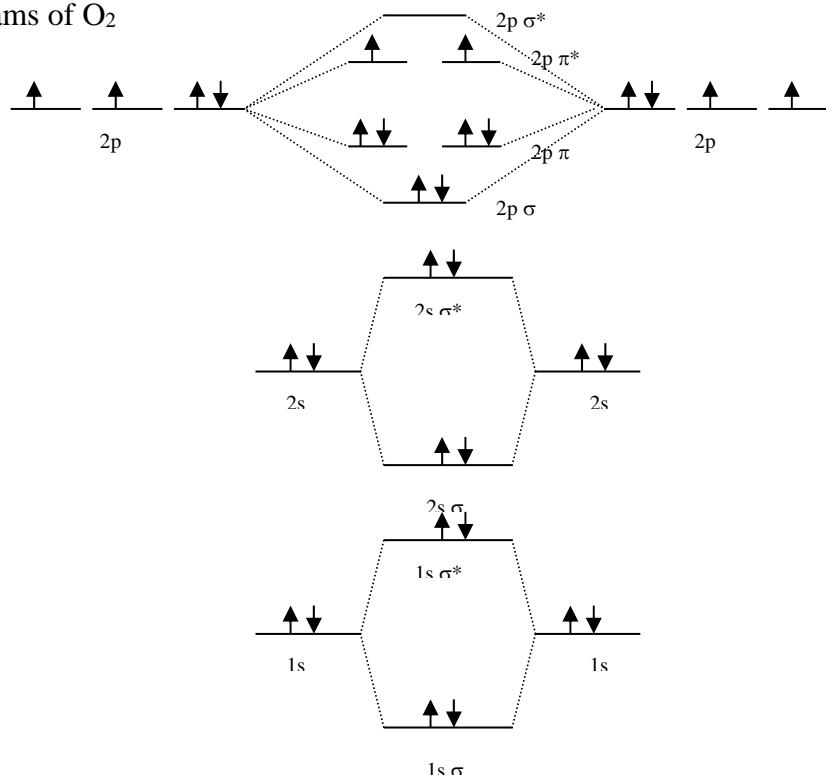 ams of O₂
2p σ*
2p π*
2p 2p
2p π
2p σ
2s σ*
2s 2s
2s σ
1s σ*
1s 1s
1s σ